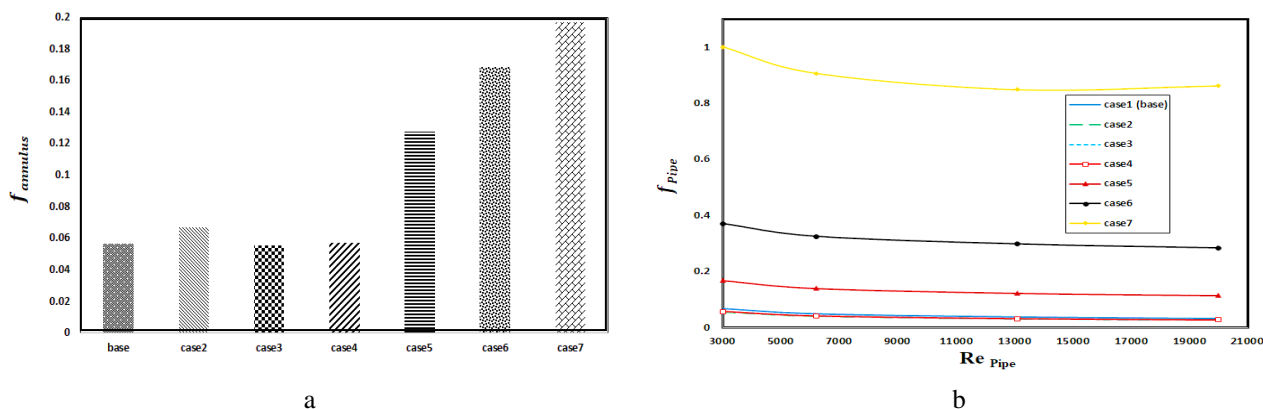 0.2
0.18
0.16
0.14
0.12
0.1
0.08
0.06
0.04
0.02
0
f annulus
base case2 case3 case4 case5 case6 case7
a
1
0.8
0.6
0.4
0.2
0
f Pipe
case1 (base)
case2
case3
case4
case5
case6
case7
3000 5000 7000 9000 11000 13000 15000 17000 19000 21000
Re Pipe
b